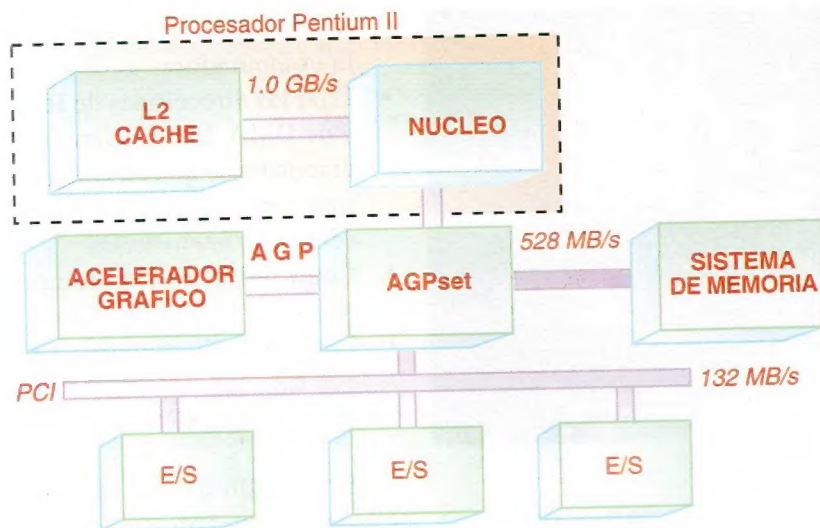 Procesador Pentium II
L2
CACHE
1.0 GB/s
NUCLEO
ACELERADOR
GRAFICO
A G P
AGPset
528 MB/s
SISTEMA
DE MEMORIA
PCI
132 MB/s
E/S
E/S
E/S